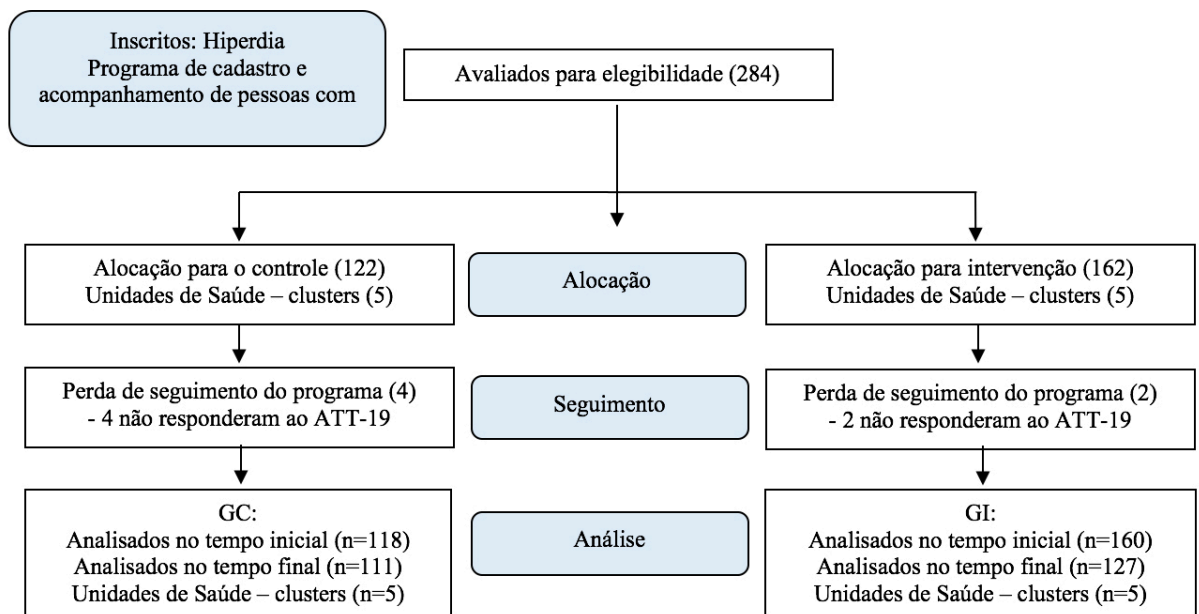 Inscritos: Hiperdia
Programa de cadastro e
acompanhamento de pessoas com
Avaliados para elegibilidade (284)
Alocação para o controle (122)
Unidades de Saúde – clusters (5)
Alocação
Alocação para intervenção (162)
Unidades de Saúde – clusters (5)
Perda de seguimento do programa (4)
- 4 não responderam ao ATT-19
Seguimento
Perda de seguimento do programa (2)
- 2 não responderam ao ATT-19
GC:
Analisados no tempo inicial (n=118)
Analisados no tempo final (n=111)
Unidades de Saúde – clusters (n=5)
Análise
GI:
Analisados no tempo inicial (n=160)
Analisados no tempo final (n=127)
Unidades de Saúde – clusters (n=5)